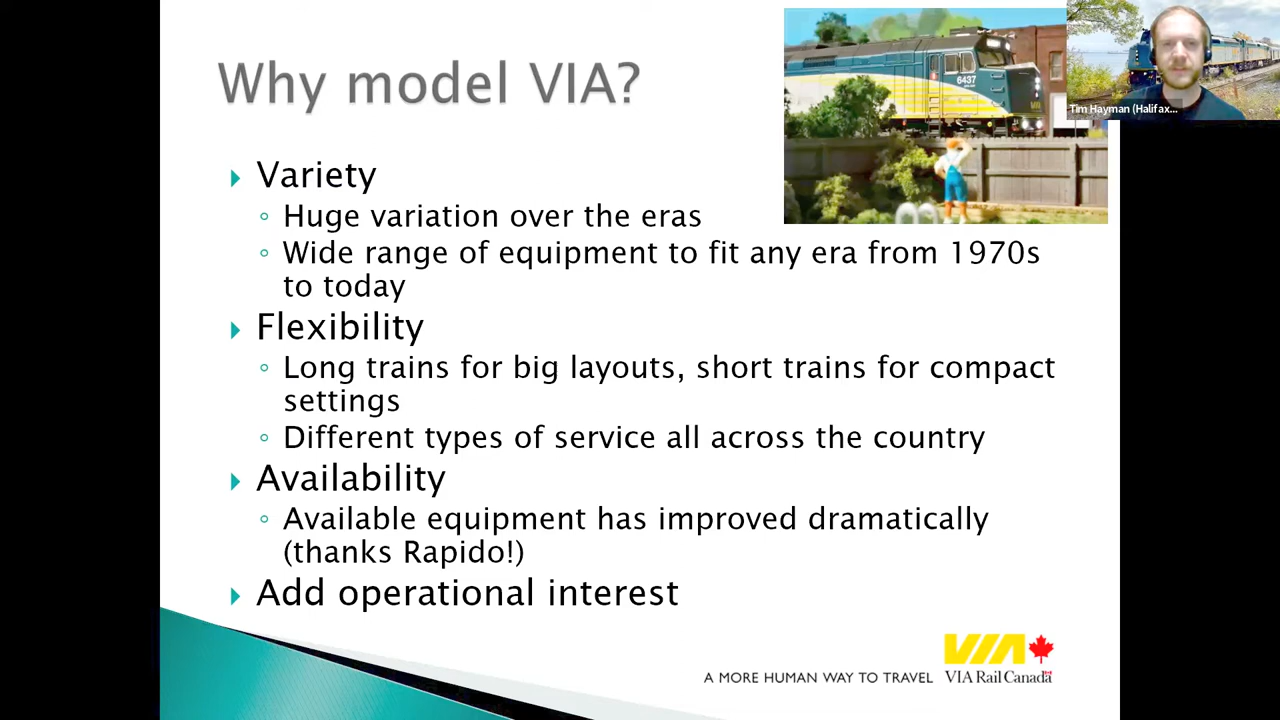 Why model VIA?
6437
VIA
Tim Hayman (Halifax...
Variety
Huge variation over the eras
Wide range of equipment to fit any era from 1970s
to today
Flexibility
Long trains for big layouts, short trains for compact
settings
Different types of service all across the country
Availability
Available equipment has improved dramatically
(thanks Rapido!)
Add operational interest
A MORE HUMAN WAY TO TRAVEL
VIA
VIA Rail Canada